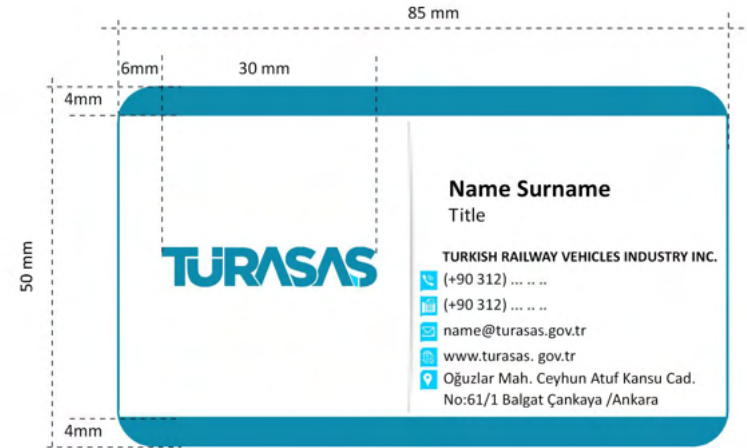 85 mm
6mm
30 mm
4mm
50 mm
TÜRASAŞ
Name Surname
Title
TURKISH RAILWAY VEHICLES INDUSTRY INC.
(+90 312) ... .. ..
(+90 312) ... .. ..
name@turasas.gov.tr
www.turasas. gov.tr
Oğuzlar Mah. Ceyhun Atuf Kansu Cad.
No:61/1 Balgat Çankaya /Ankara
4mm